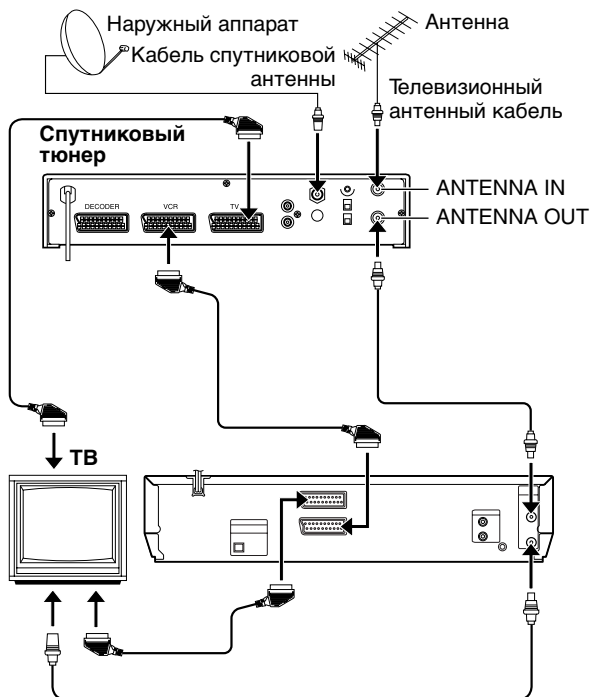 Наружный аппарат
Антенна
Кабель спутниковой
антенны
Телевизионный
антенный кабель
Спутниковый
тюнер
ANTENNA IN
DECODER
VCR
TV
ANTENNA OUT
ТВ